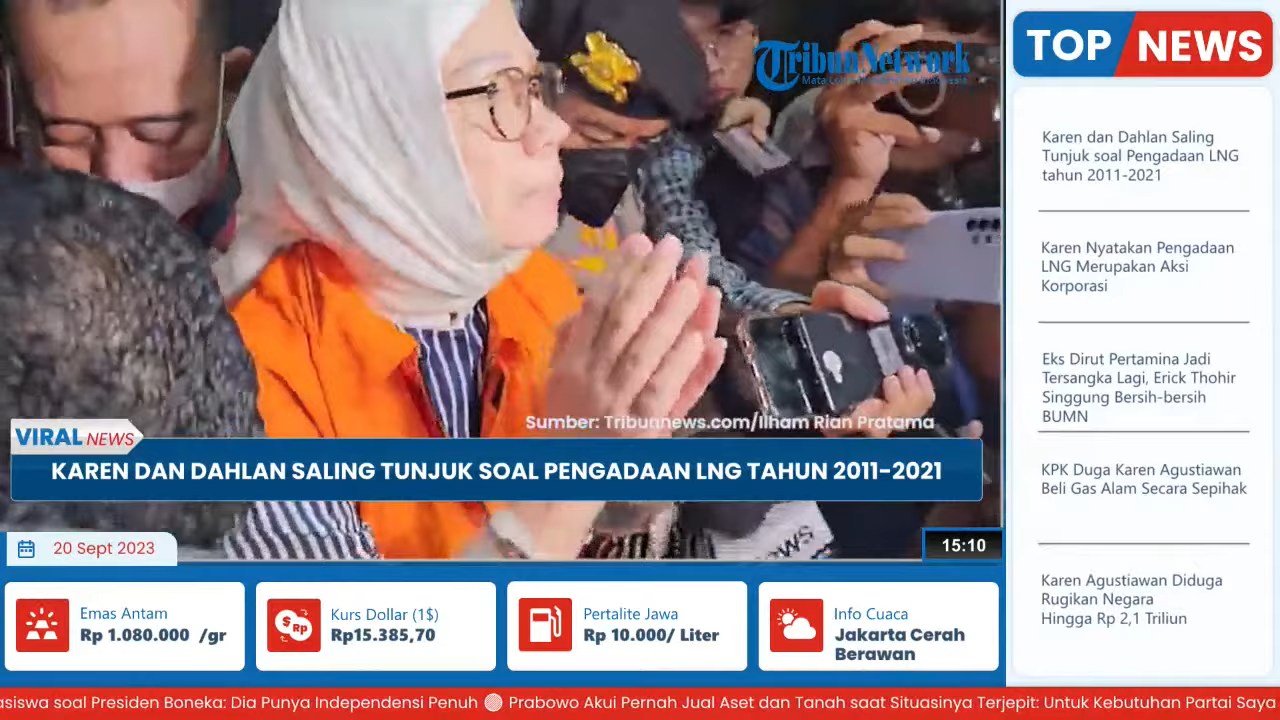 TribunNetwork
TOP NEWS
Karen dan Dahlan Saling
Tunjuk soal Pengadaan LNG
tahun 2011-2021
Karen Nyatakan Pengadaan
LNG Merupakan Aksi
Korporasi
Eks Dirut Pertamina Jadi
Tersangka Lagi, Erick Thohir
Singgung Bersih-bersih
BUMN
KPK Duga Karen Agustiawan
Beli Gas Alam Secara Sepihak
Karen Agustiawan Diduga
Rugikan Negara
Hingga Rp 2,1 Triliun
Sumber: Tribunnews.com/Ilham Rian Pratama
VIRAL NEWS
KAREN DAN DAHLAN SALING TUNJUK SOAL PENGADAAN LNG TAHUN 2011-2021
20 Sept 2023
15:10
Emas Antam
Rp 1.080.000 /gr
Kurs Dollar (1$)
Rp15.385,70
Pertalite Jawa
Rp 10.000/ Liter
Info Cuaca
Jakarta Cerah
Berawan
asiswa soal Presiden Boneka: Dia Punya Independensi Penuh Prabowo Akui Pernah Jual Aset dan Tanah saat Situasinya Terjepit: Untuk Kebutuhan Partai Saya